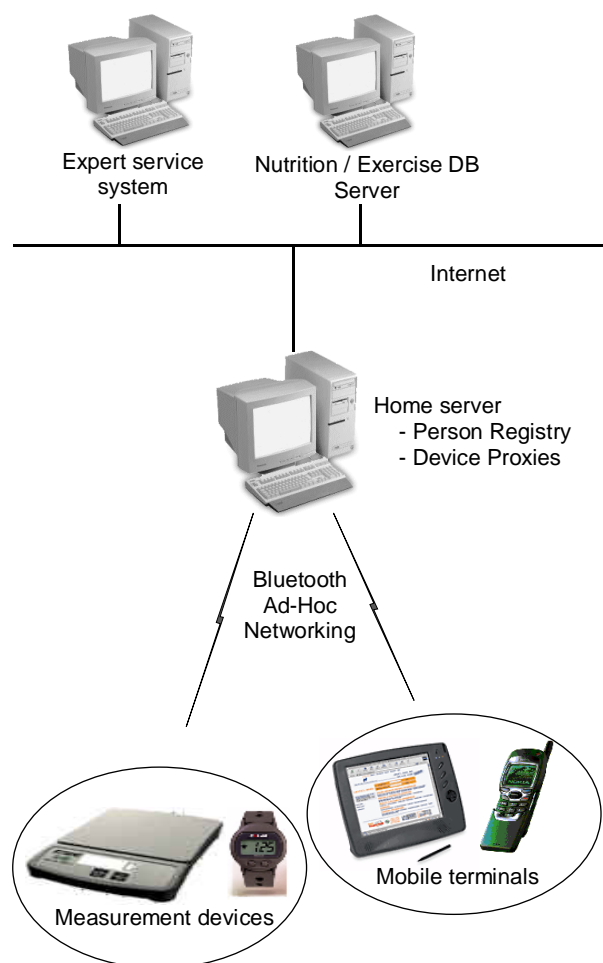 Expert service
system
Nutrition / Exercise DB
Server
Internet
Home server
- Person Registry
- Device Proxies
Bluetooth
Ad-Hoc
Networking
Measurement devices
Mobile terminals